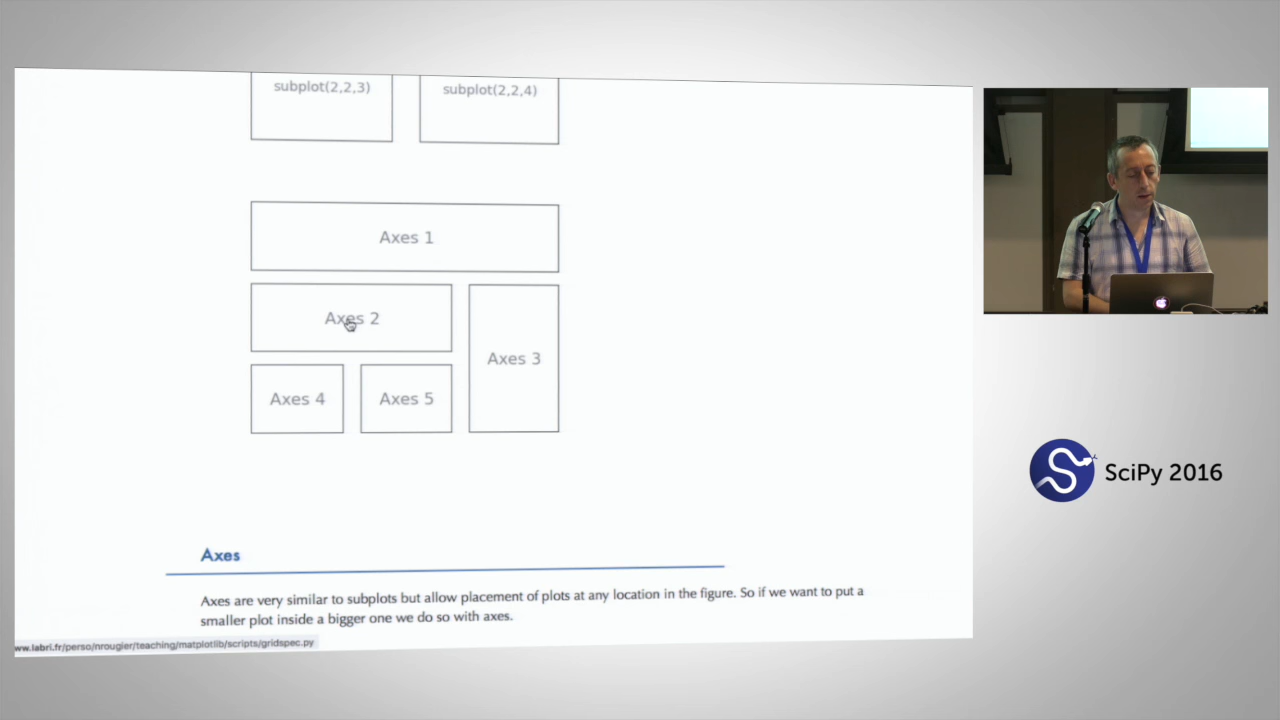 subplot(2,2,3)
subplot(2,2,4)
Axes 1
Axes 2
Axes 3
Axes 4
Axes 5
Axes
Axes are very similar to subplots but allow placement of plots at any location in the figure. So if we want to put a
smaller plot inside a bigger one we do so with axes.
ww.labri.fr/perso/nrougier/teaching/matplotlib/scripts/gridspec.py
SciPy 2016